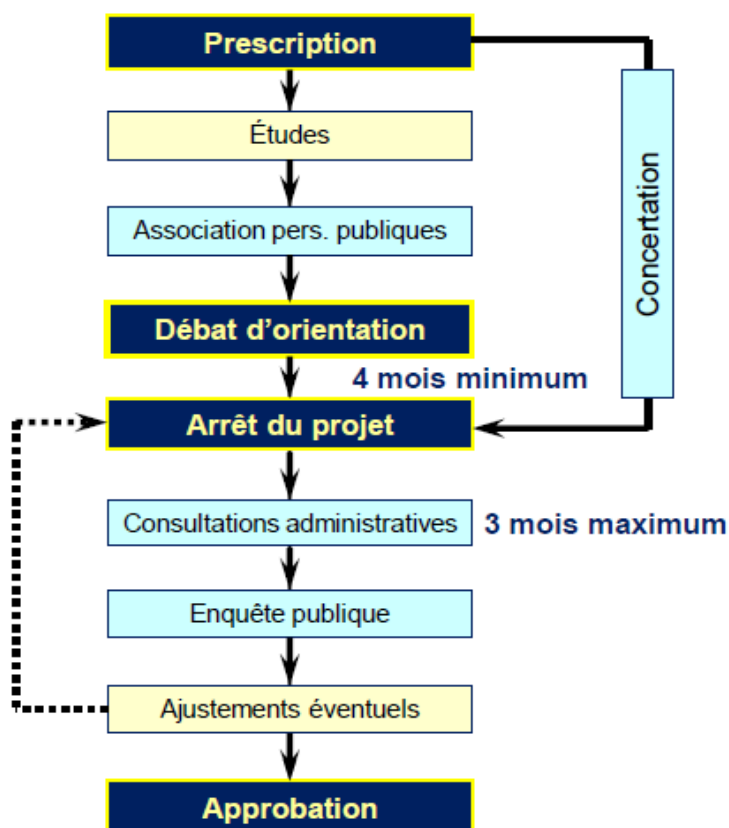 Prescription
Études
Association pers. publiques
Concertation
Débat d'orientation
4 mois minimum
Arrêt du projet
Consultations administratives
3 mois maximum
Enquête publique
Ajustements éventuels
Approbation